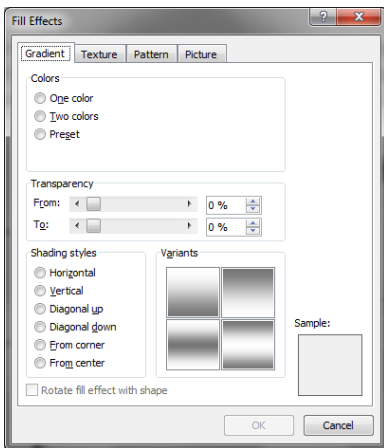 Fill Effects
Gradient Texture Pattern Picture
Colors
One color
Two colors
Preset
Transparency
From: 0 %
To: 0 %
Shading styles
Horizontal
Vertical
Diagonal up
Diagonal down
From corner
From center
Variants
Sample:
Rotate fill effect with shape
OK Cancel